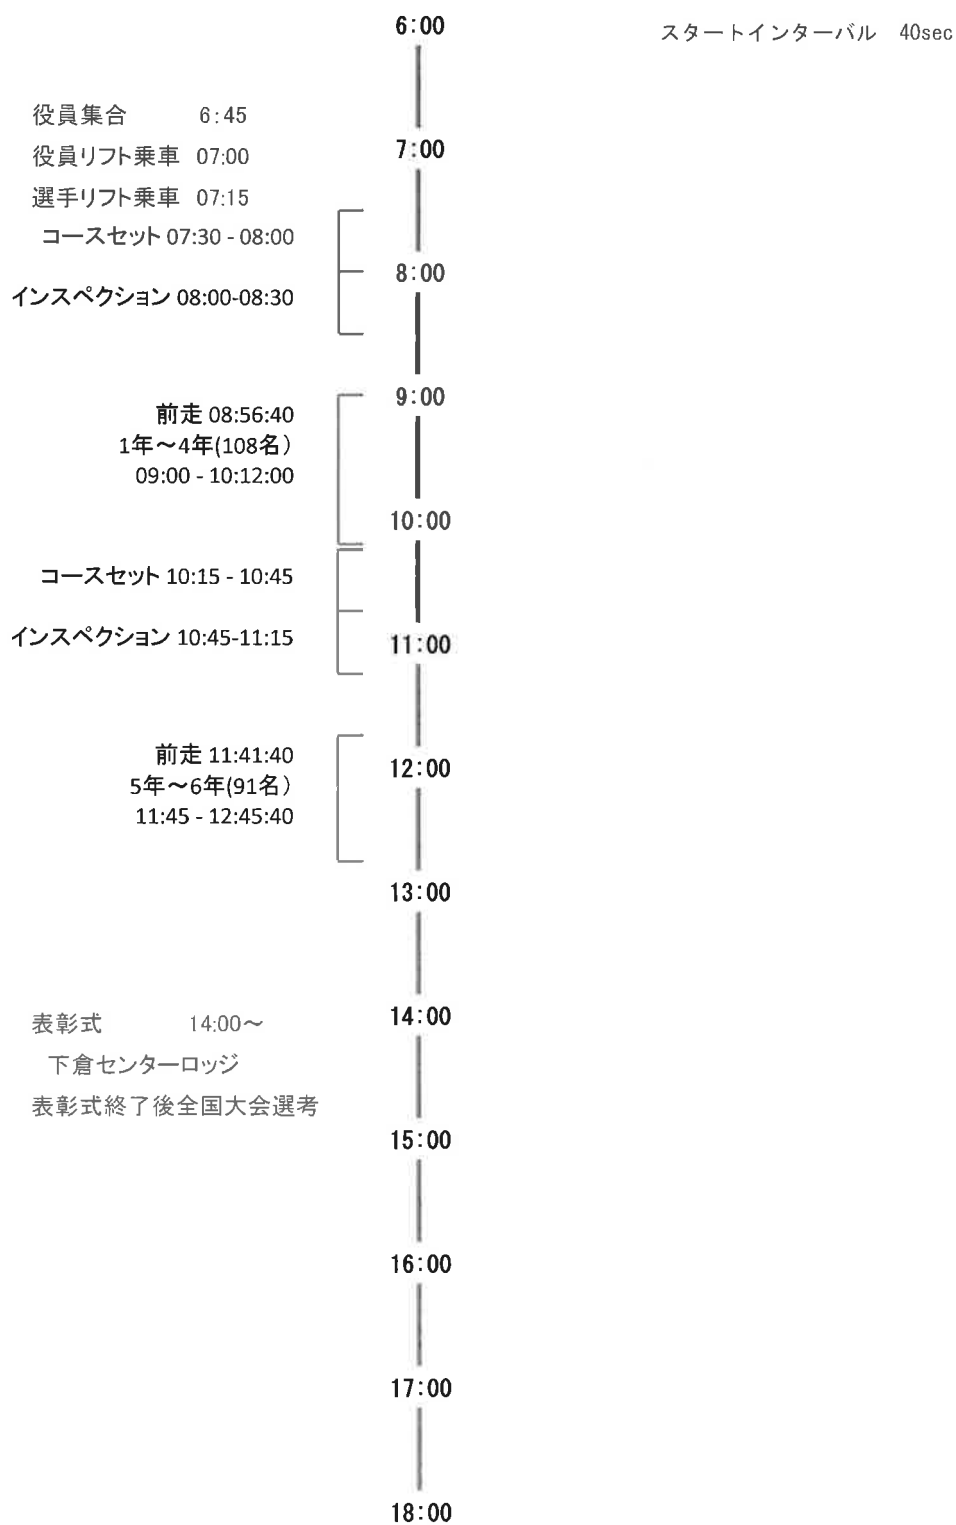 スタートインターバル 40sec
6:00
役員集合 6:45
役員リフト乗車 07:00
7:00
選手リフト乗車 07:15
コースセット 07:30 - 08:00
8:00
インスペクション 08:00-08:30
9:00
前走 08:56:40
1年～4年(108名)
09:00 - 10:12:00
10:00
コースセット 10:15 - 10:45
インスペクション 10:45-11:15
11:00
前走 11:41:40
12:00
5年～6年(91名)
11:45 - 12:45:40
13:00
表彰式 14:00～
14:00
下倉センターロッジ
表彰式終了後全国大会選考
15:00
16:00
17:00
18:00